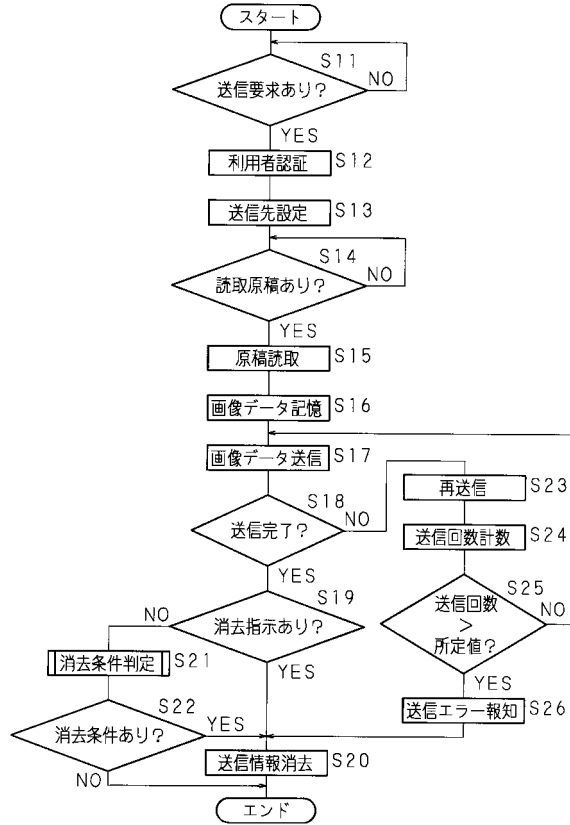 スタート
S11
送信要求あり?
NO
YES
利用者認証 S12
送信先設定 S13
S14
読取原稿あり?
NO
YES
原稿読取 S15
画像データ記憶 S16
画像データ送信 S17
S18
送信完了?
NO
YES
再送信 S23
送信回数計数 S24
S25
送信回数
>
所定値?
NO
YES
送信エラー報知 S26
S19
消去指示あり?
NO
YES
消去条件判定 S21
S22
消去条件あり?
YES
NO
送信情報消去 S20
エンド